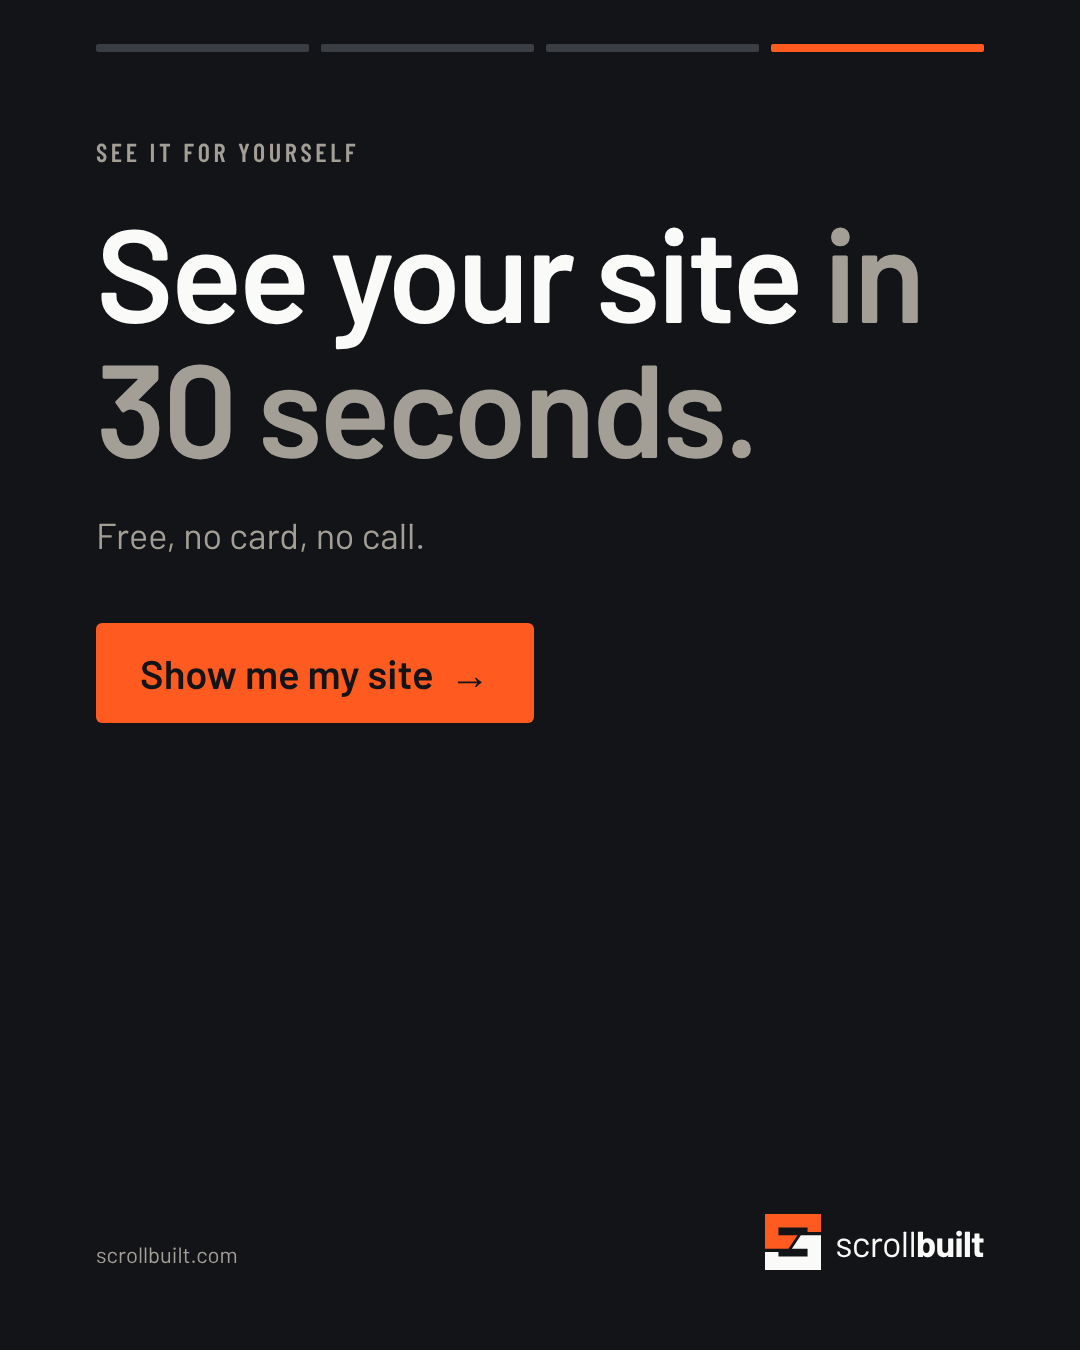 SEE IT FOR YOURSELF
See your site in
30 seconds.
Free, no card, no call.
Show me my site →
scrollbuilt.com
scrollbuilt